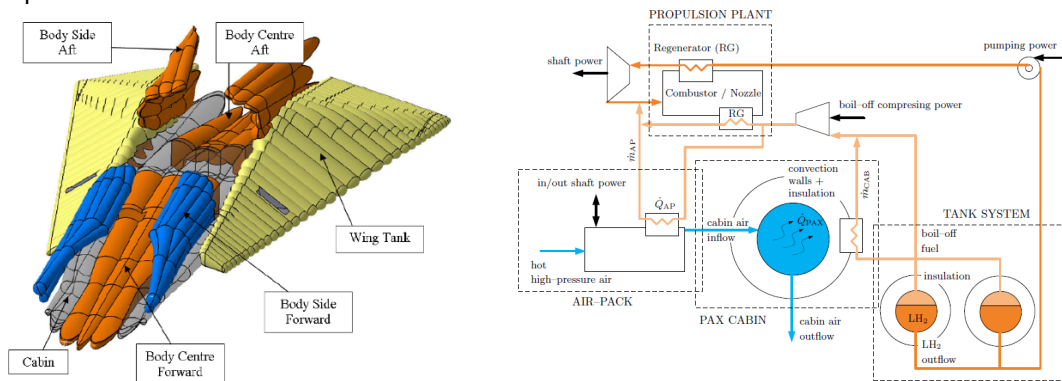 Body Side
Aft
Body Centre
Aft
Wing Tank
Body Side
Forward
Cabin
Body Centre
Forward
PROPULSION PLANT
Regenerator (RG)
pumping power
shaft power
Combustor / Nozzle
RG
boil–off compresing power
ṁAP
ṁCAB
in/out shaft power
Q̇AP
convection
walls +
insulation
Q̇PAX
cabin air
inflow
hot
high–pressure air
AIR–PACK
PAX CABIN
cabin air
outflow
TANK SYSTEM
boil–off
fuel
insulation
LH2
LH2
outflow